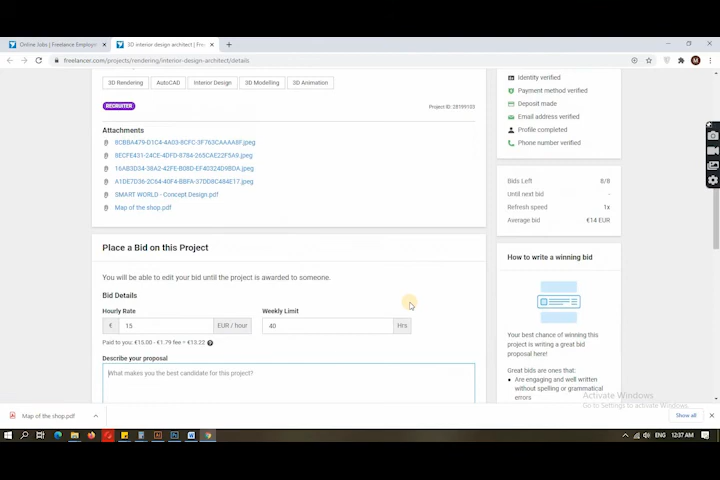 Online Jobs | Freelance Employm
3D interior design architect | Free
freelancer.com/projects/rendering/interior-design-architect/details
3D Rendering
AutoCAD
Interior Design
3D Modelling
3D Animation
RECRUITER
Project ID: 28199103
Attachments
8CBBA479-D1C4-4A03-8CFC-3F763CAAAA8F.jpeg
8ECFE431-24CE-4DFD-8784-265CAE22F5A9.jpeg
16AB3D34-38A2-42FE-B08D-EF40324D9BDA.jpeg
A1DE7D36-2C64-40F4-BBFA-37DD8C484E17.jpeg
SMART WORLD - Concept Design.pdf
Map of the shop.pdf
Place a Bid on this Project
You will be able to edit your bid until the project is awarded to someone.
Bid Details
Hourly Rate
Weekly Limit
€ 15 EUR / hour
40 Hrs
Paid to you: €15.00 - €1.79 fee = €13.22
Describe your proposal
What makes you the best candidate for this project?
Identity verified
Payment method verified
Deposit made
Email address verified
Profile completed
Phone number verified
Bids Left 8/8
Until next bid -
Refresh speed 1x
Average bid €14 EUR
How to write a winning bid
Your best chance of winning this
project is writing a great bid
proposal here!
Great bids are ones that:
Are engaging and well written
without spelling or grammatical
errors
Activate Windows
Go to Settings to activate Windows.
Map of the shop.pdf
Show all
ENG
12:37 AM